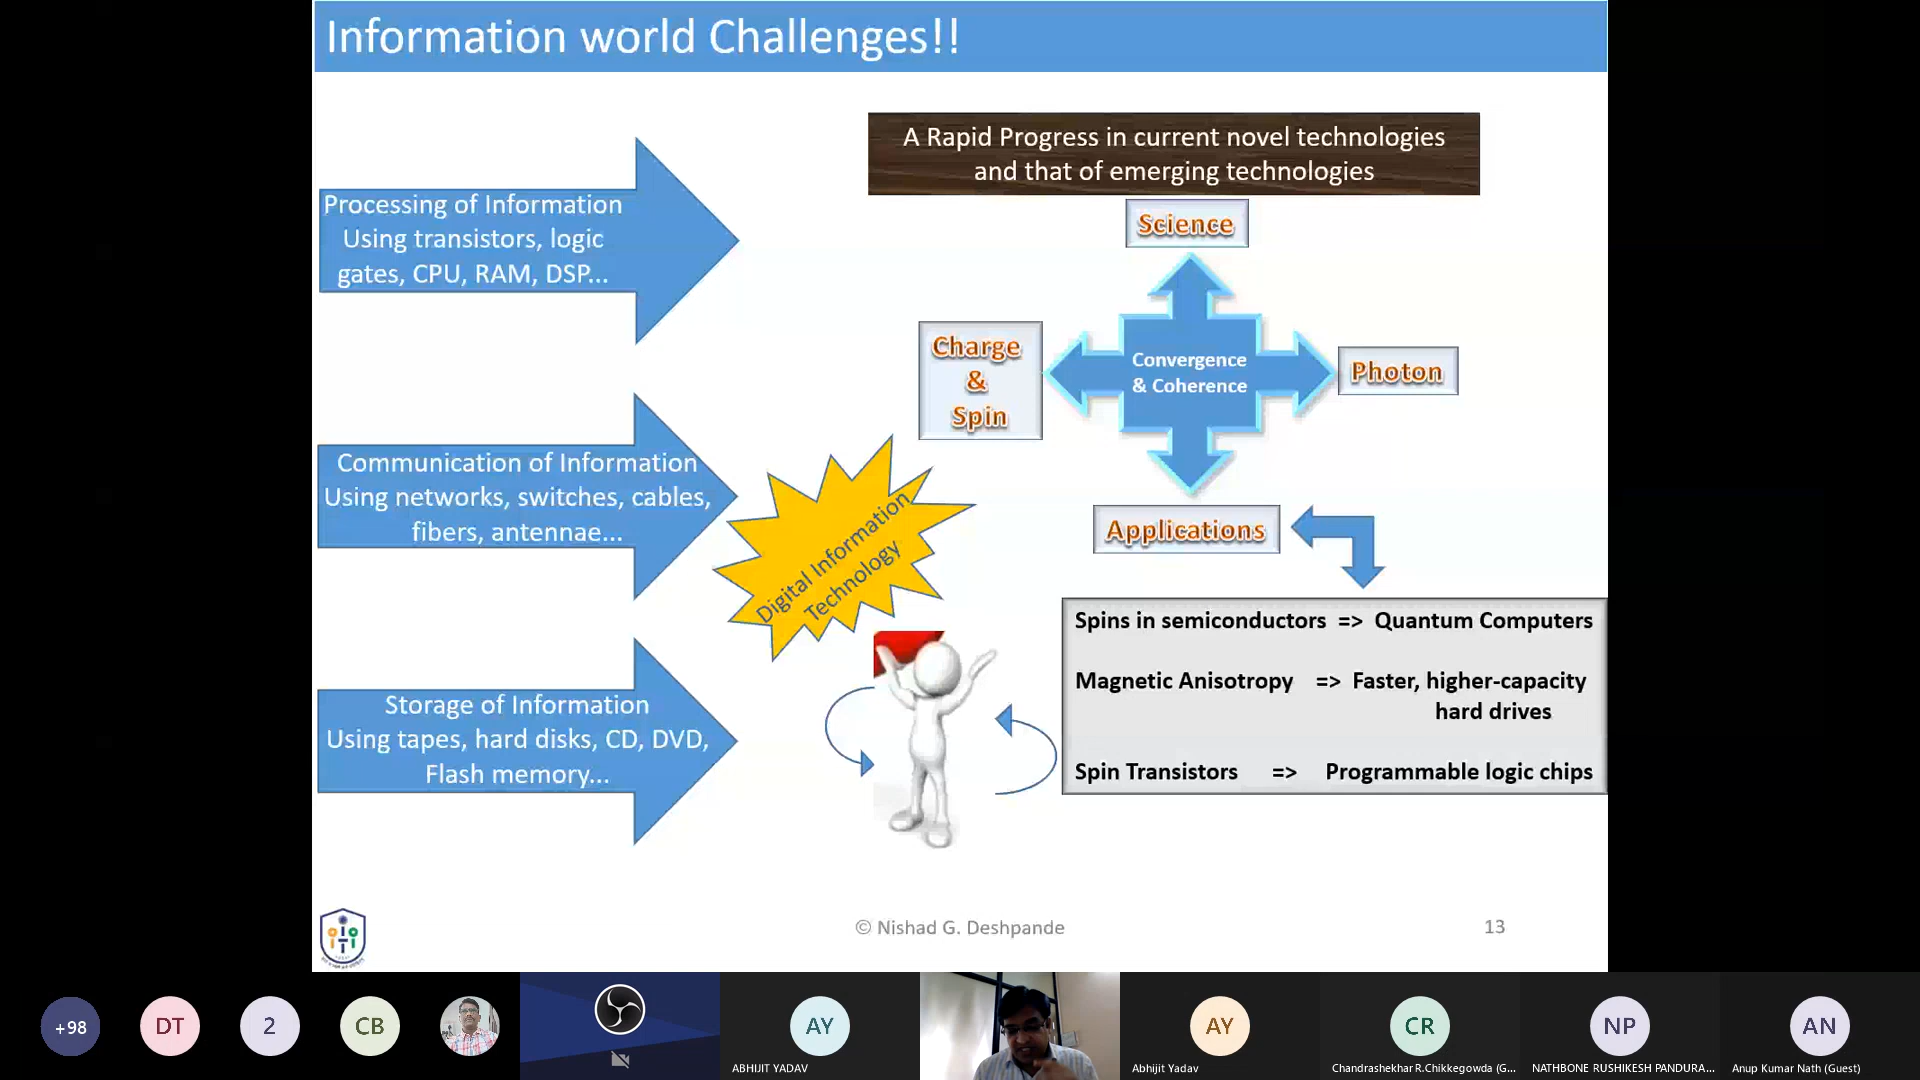 Information world Challenges!!
A Rapid Progress in current novel technologies
and that of emerging technologies
Processing of Information
Using transistors, logic
gates, CPU, RAM, DSP...
Science
Charge
&
Spin
Convergence
& Coherence
Photon
Applications
Communication of Information
Using networks, switches, cables,
fibers, antennae...
Digital Information
Technology
Spins in semiconductors => Quantum Computers
Magnetic Anisotropy => Faster, higher-capacity
hard drives
Spin Transistors => Programmable logic chips
Storage of Information
Using tapes, hard disks, CD, DVD,
Flash memory...
© Nishad G. Deshpande
13
+98
DT
2
CB
AY
ABHIJIT YADAV
AY
Abhijit Yadav
CR
Chandrashekhar R.Chikkegowda (G...
NP
NATHBONE RUSHIKESH PANDURA...
AN
Anup Kumar Nath (Guest)